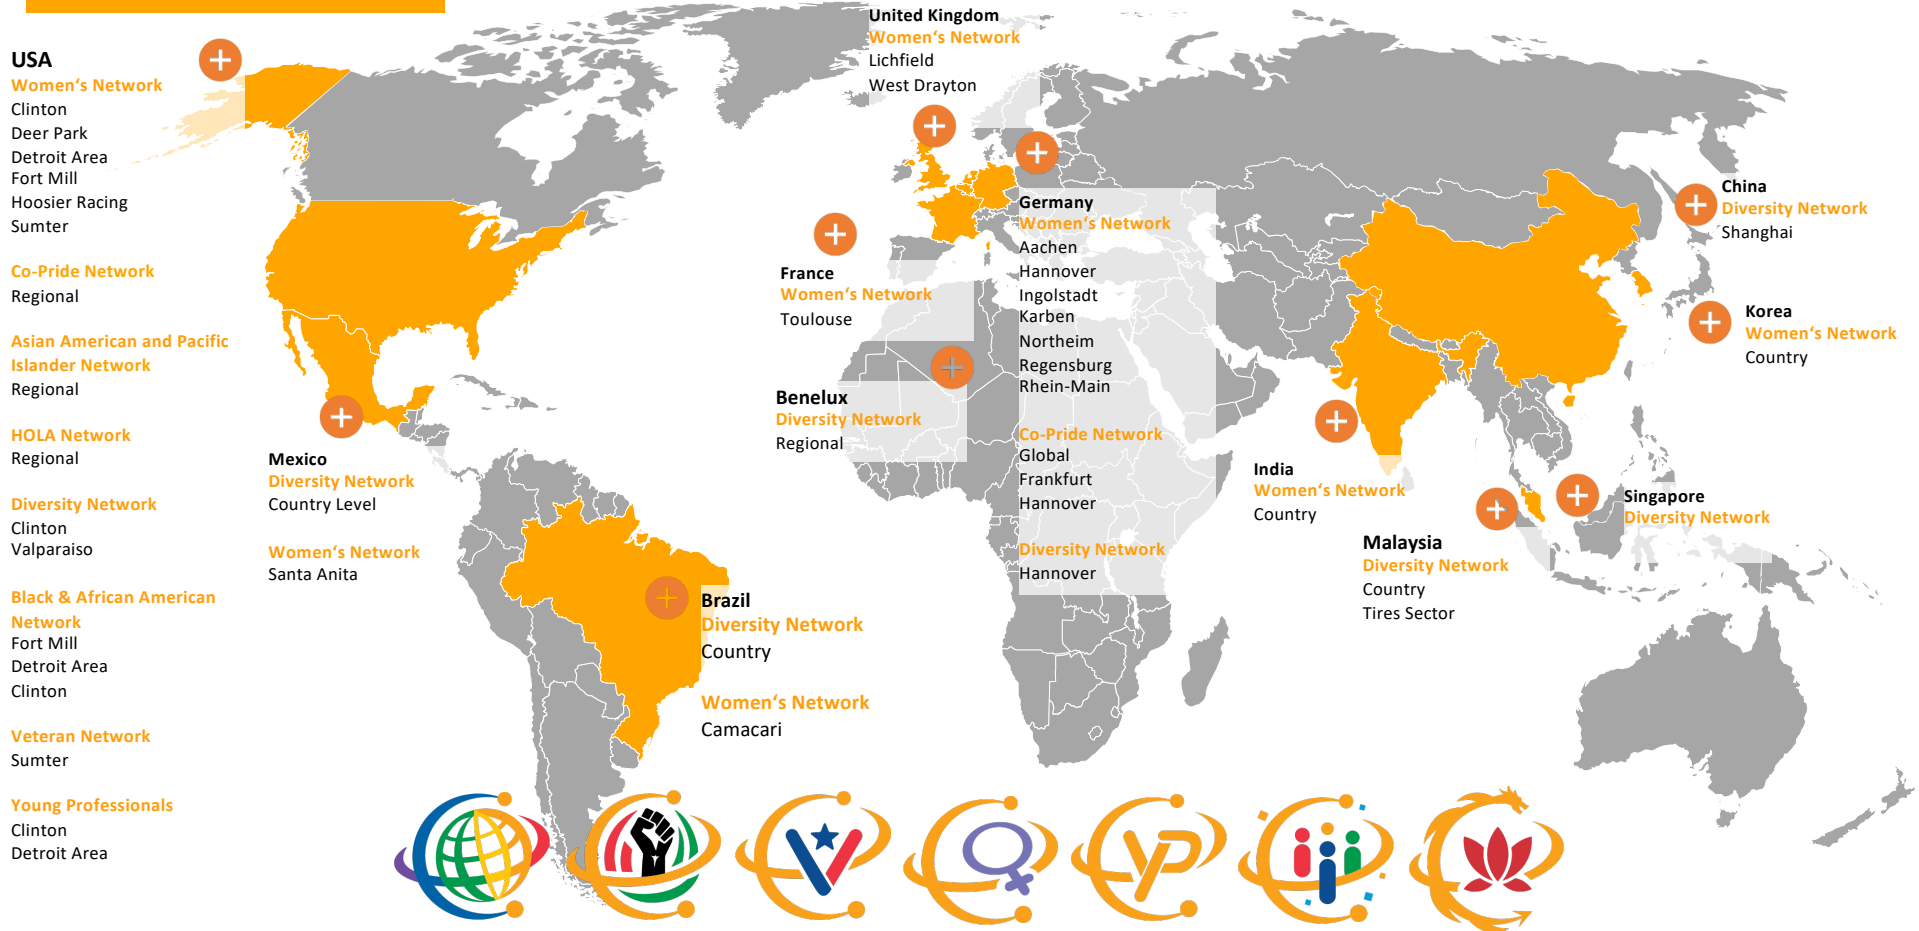 USA
Women‘s Network
Clinton
Deer Park
Detroit Area
Fort Mill
Hoosier Racing
Sumter
Co-Pride Network
Regional
Asian American and Pacific
Islander Network
Regional
HOLA Network
Regional
Diversity Network
Clinton
Valparaiso
Black & African American
Network
Fort Mill
Detroit Area
Clinton
Veteran Network
Sumter
Young Professionals
Clinton
Detroit Area
Mexico
Diversity Network
Country Level
Women‘s Network
Santa Anita
Brazil
Diversity Network
Country
Women‘s Network
Camacari
United Kingdom
Women‘s Network
Lichfield
West Drayton
France
Women‘s Network
Toulouse
Benelux
Diversity Network
Regional
Germany
Women‘s Network
Aachen
Hannover
Ingolstadt
Karben
Northeim
Regensburg
Rhein-Main
Co-Pride Network
Global
Frankfurt
Hannover
Diversity Network
Hannover
India
Women‘s Network
Country
Malaysia
Diversity Network
Country
Tires Sector
Singapore
Diversity Network
China
Diversity Network
Shanghai
Korea
Women‘s Network
Country
V
YP